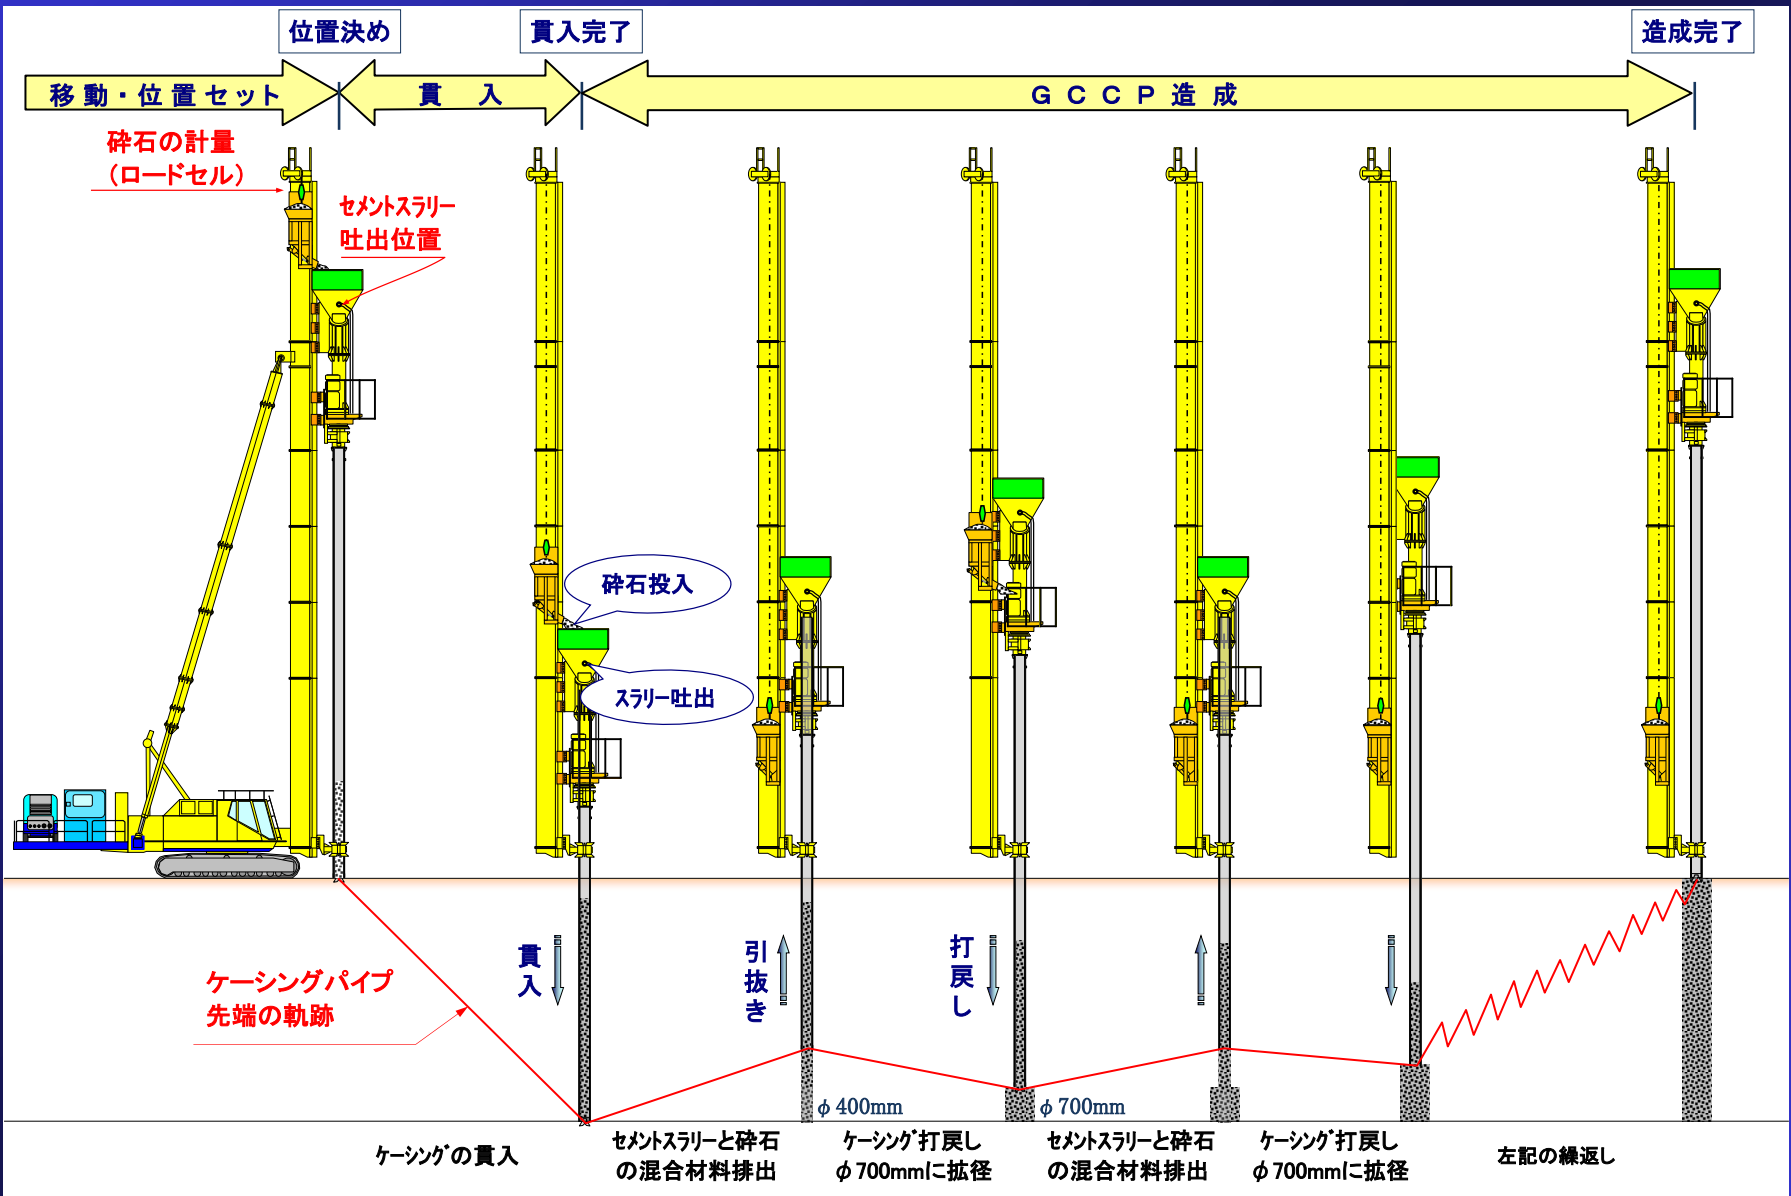 位置決め
貫入完了
造成完了
移動・位置セット
貫入
GCCP造成
砕石の計量
(ロードセル)
セメントスラリー
吐出位置
砕石投入
スラリー吐出
ケーシングパイプ
先端の軌跡
貫入
引抜き
打戻し
φ400mm
φ700mm
ケーシングの貫入
セメントスラリーと砕石
の混合材料排出
ケーシング打戻し
φ700mmに拡径
セメントスラリーと砕石
の混合材料排出
ケーシング打戻し
φ700mmに拡径
左記の繰返し